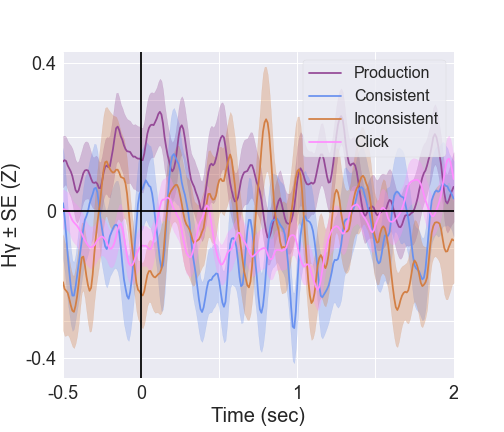 0.4
Production
Consistent
Inconsistent
Click
Hγ ± SE (Z)
0
-0.4
-0.5
0
1
2
Time (sec)